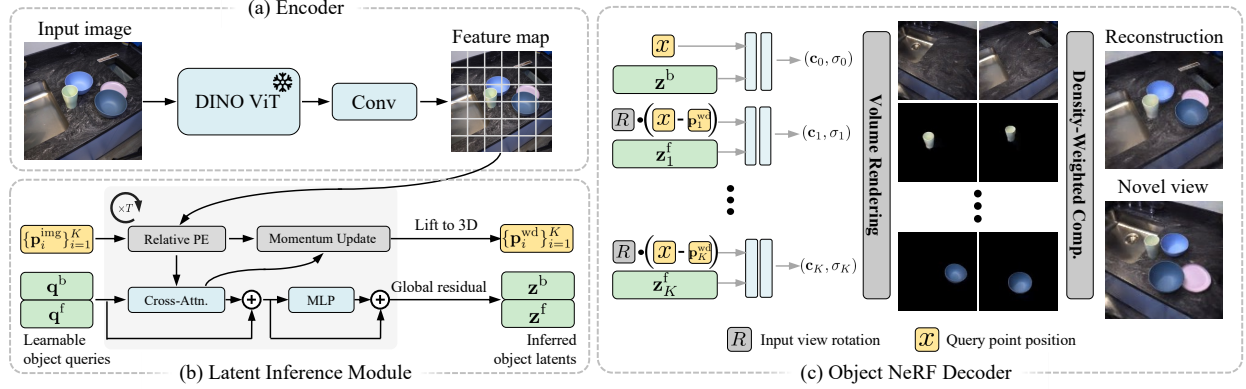 (a) Encoder
Input image
Feature map
DINO ViT
Conv
×T
{p_i^img}_{i=1}^K
Relative PE
Momentum Update
Lift to 3D
{p_i^wd}_{i=1}^K
q^b
q^f
Cross-Attn.
MLP
Global residual
z^b
z^f
Learnable
object queries
Inferred
object latents
(b) Latent Inference Module
x
z^b
(c_0, σ_0)
R•(x - p_1^wd)
z_1^f
(c_1, σ_1)
R•(x - p_K^wd)
z_K^f
(c_K, σ_K)
Volume Rendering
Density-Weighted Comp.
Reconstruction
Novel view
R Input view rotation
x Query point position
(c) Object NeRF Decoder